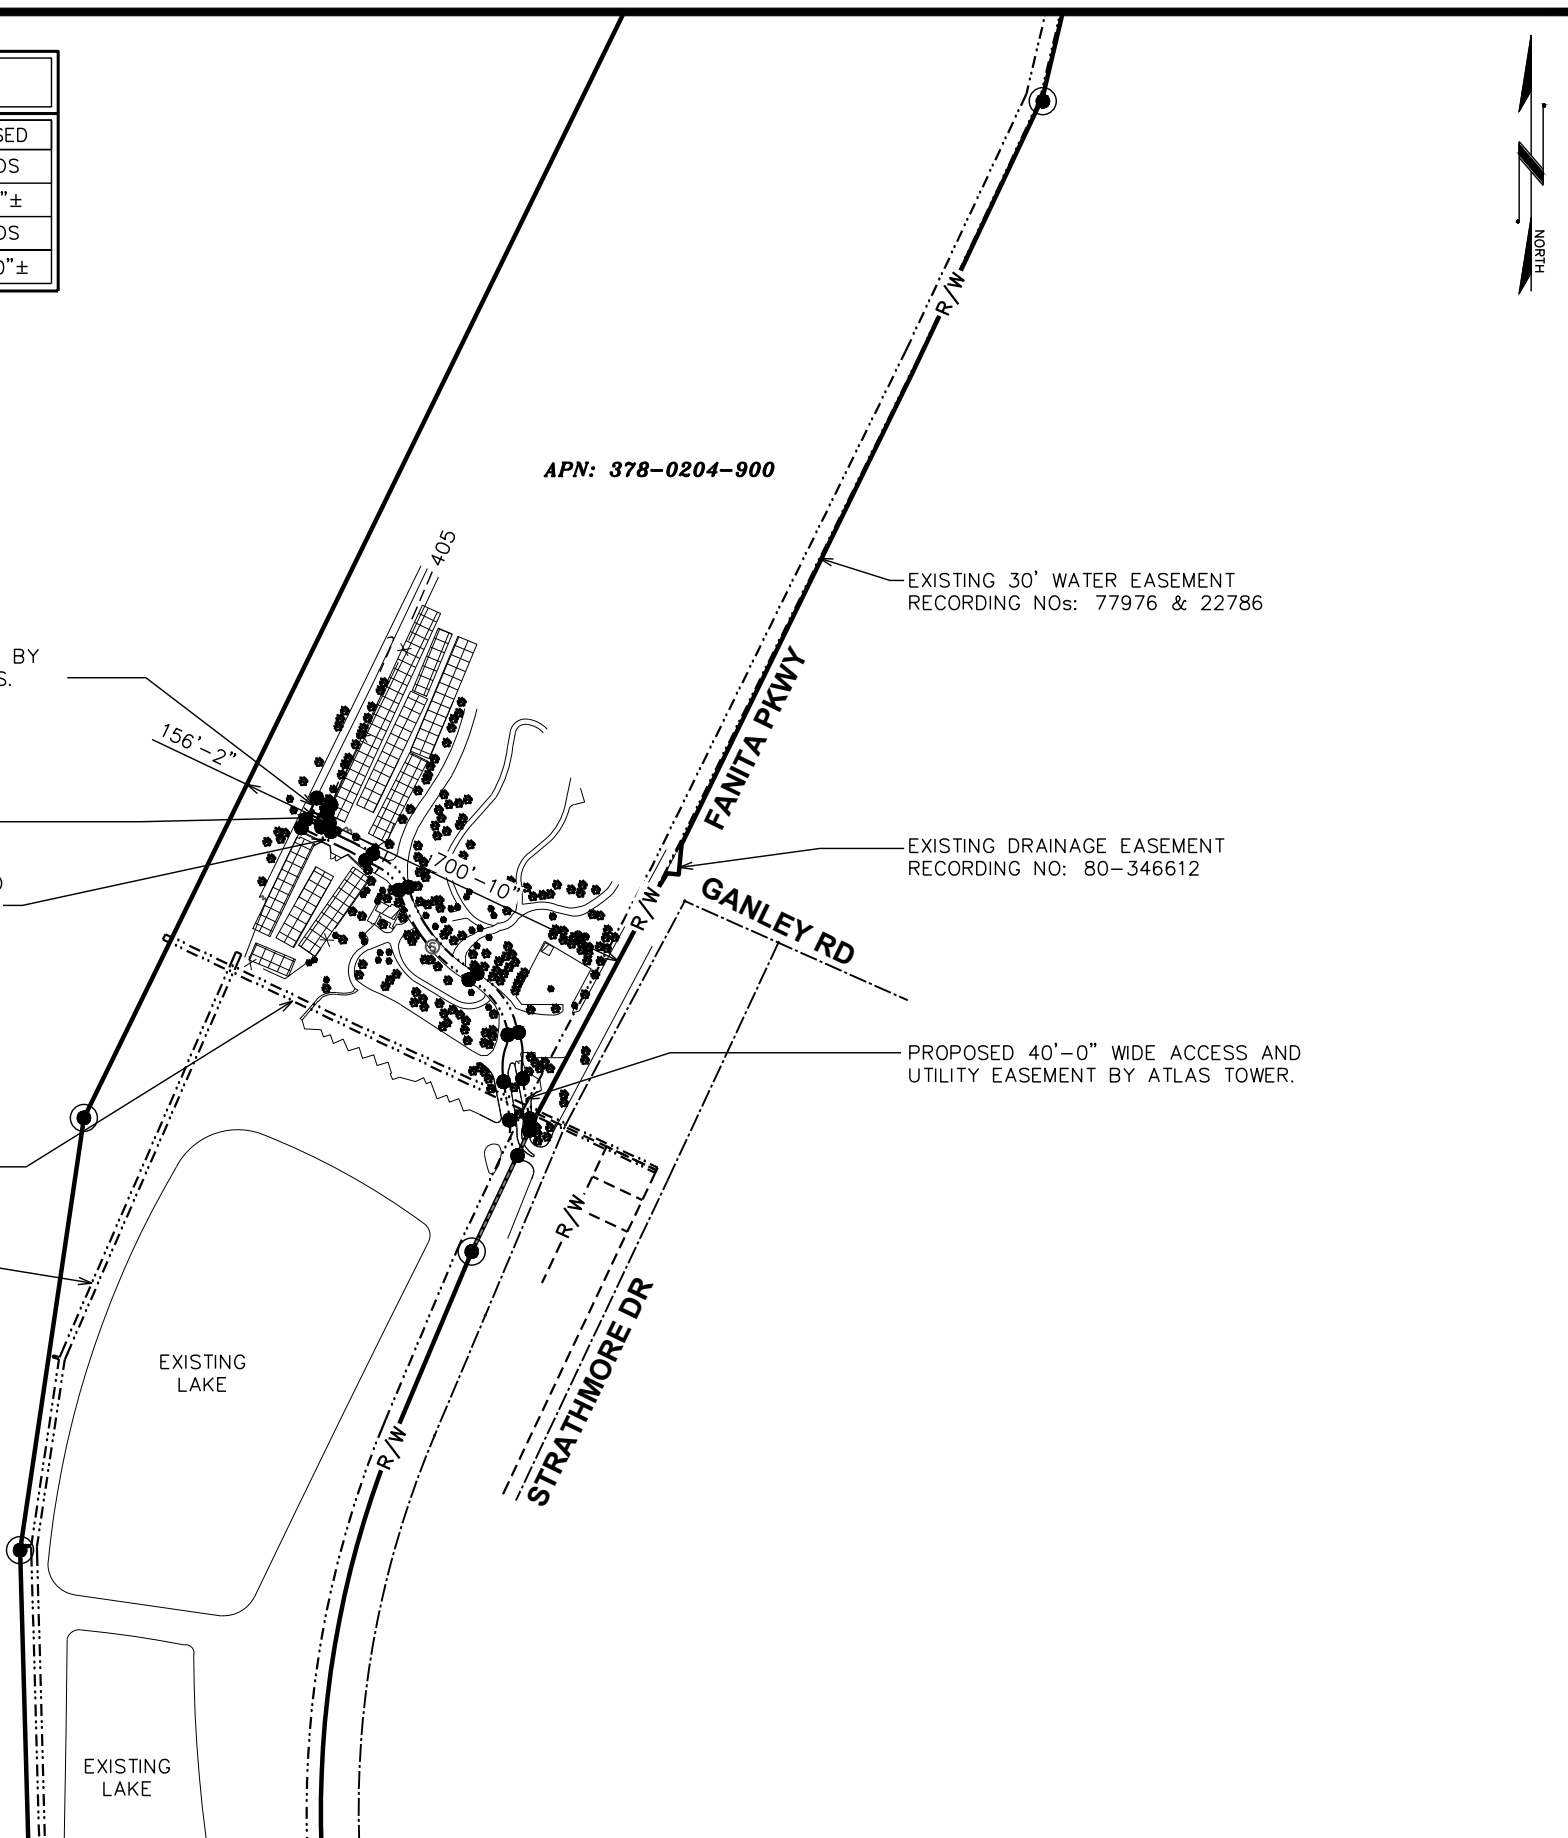 SED
DS
"±
DS
0"±
NORTH
R/W
APN: 378-0204-900
405
EXISTING 30' WATER EASEMENT
RECORDING NOs: 77976 & 22786
BY
S.
156'-2"
FANITA PKWY
EXISTING DRAINAGE EASEMENT
RECORDING NO: 80-346612
700'-10"
R/W
GANLEY RD
PROPOSED 40'-0" WIDE ACCESS AND
UTILITY EASEMENT BY ATLAS TOWER.
R/W
STRATHMORE DR
EXISTING
LAKE
R/W
EXISTING
LAKE